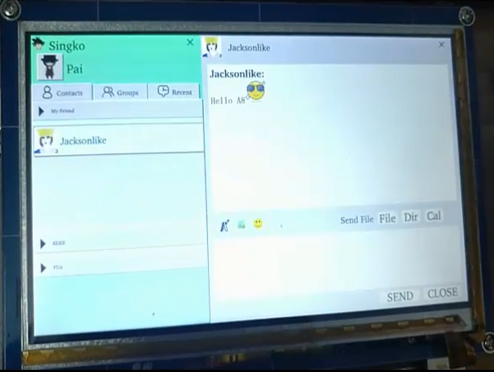 Singko
Pai
Contacts
Groups
Recent
My Friend
Jacksonlike
Jacksonlike
Jacksonlike:
Hello A8
Send File File Dir Cal
SEND CLOSE